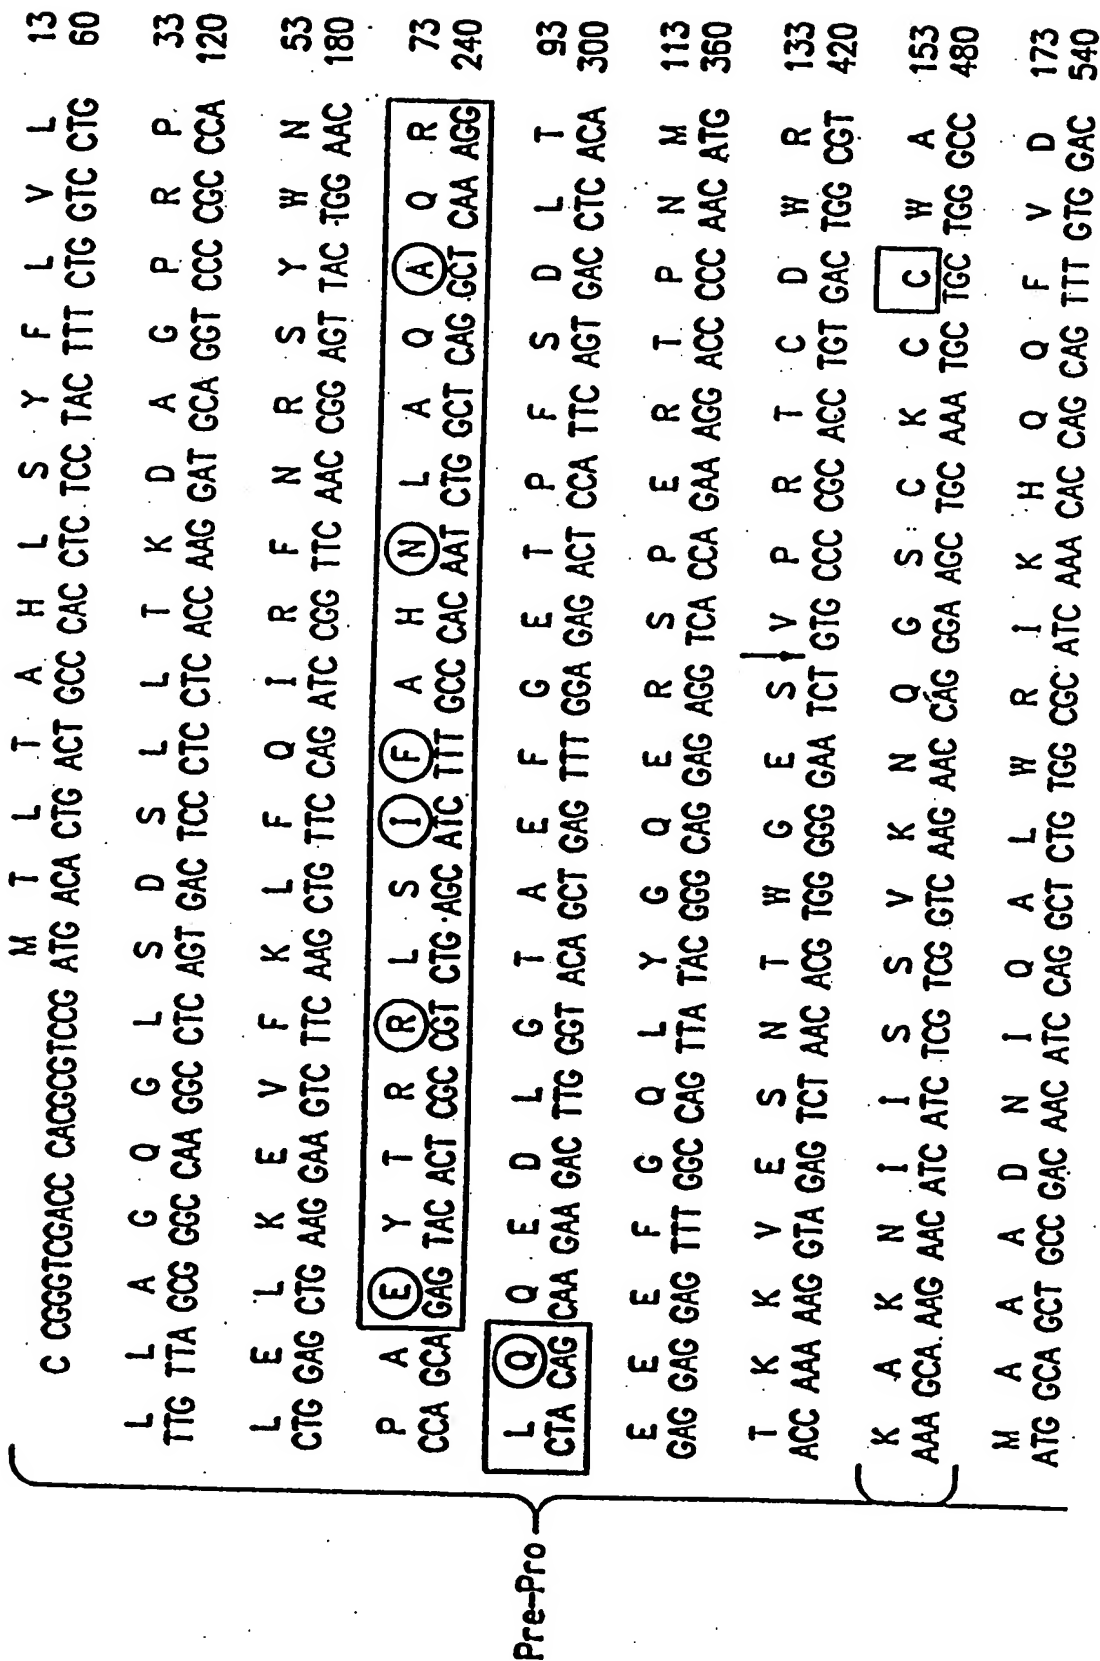 M T L T A H L S Y F L V L 13
C CGGGTCGACC CACGCGTCCG ATG ACA CTG ACT GCC CAC CTC TCC TAC TTT CTG GTC CTG 60
L L A G Q G L S D S L L T K D A G P R P 33
TTG TTA GCG GGC CAA GGC CTC AGT GAC TCC CTC CTC ACC AAG GAT GCA GGT CCC CGC CCA 120
L E L K E V F K L F Q I R F N R S Y W N 53
CTG GAG CTG AAG GAA GTC TTC AAG CTG TTC CAG ATC CGG TTC AAC CGG AGT TAC TGG AAC 180
P A E Y T R R L S I F A H N L A Q A Q R 73
CCA GCA GAG TAC ACT CGC CGT CTG AGC ATC TTT GCC CAC AAT CTG GCT CAG GCT CAA AGG 240
L Q Q E D L G T A E F G E T P F S D L T 93
CTA CAG CAA GAA GAC TTG GGT ACA GCT GAG TTT GGA GAG ACT CCA TTC AGT GAC CTC ACA 300
Pre-Pro
E E E F G Q L Y G Q E R S P E R T P N M 113
GAG GAG GAG TTT GGC CAG TTA TAC GGG CAG GAG AGG TCA CCA GAA AGG ACC CCC AAC ATG 360
T K K V E S N T W G E S V P R T C D W R 133
ACC AAA AAG GTA GAG TCT AAC ACG TGG GGG GAA TCT GTG CCC CGC ACC TGT GAC TGG CGT 420
K A K N I I S S V K N Q G S C K C C W A 153
AAA GCA AAG AAC ATC ATC TCG TCG GTC AAG AAC CAG GGA AGC TGC AAA TGC TGC TGG GCC 480
M A A A D N I Q A L W R I K H Q Q F V D 173
ATG GCA GCT GCC GAC AAC ATC CAG GCT CTG TGG CGC ATC AAA CAC CAG CAG TTT GTG GAC 540